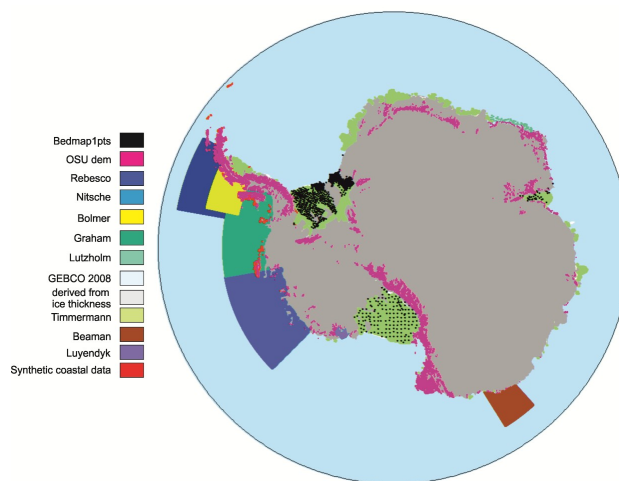 Bedmap1pts
OSU dem
Rebesco
Nitsche
Bolmer
Graham
Lutzholm
GEBCO 2008
derived from
ice thickness
Timmermann
Beaman
Luyendyk
Synthetic coastal data